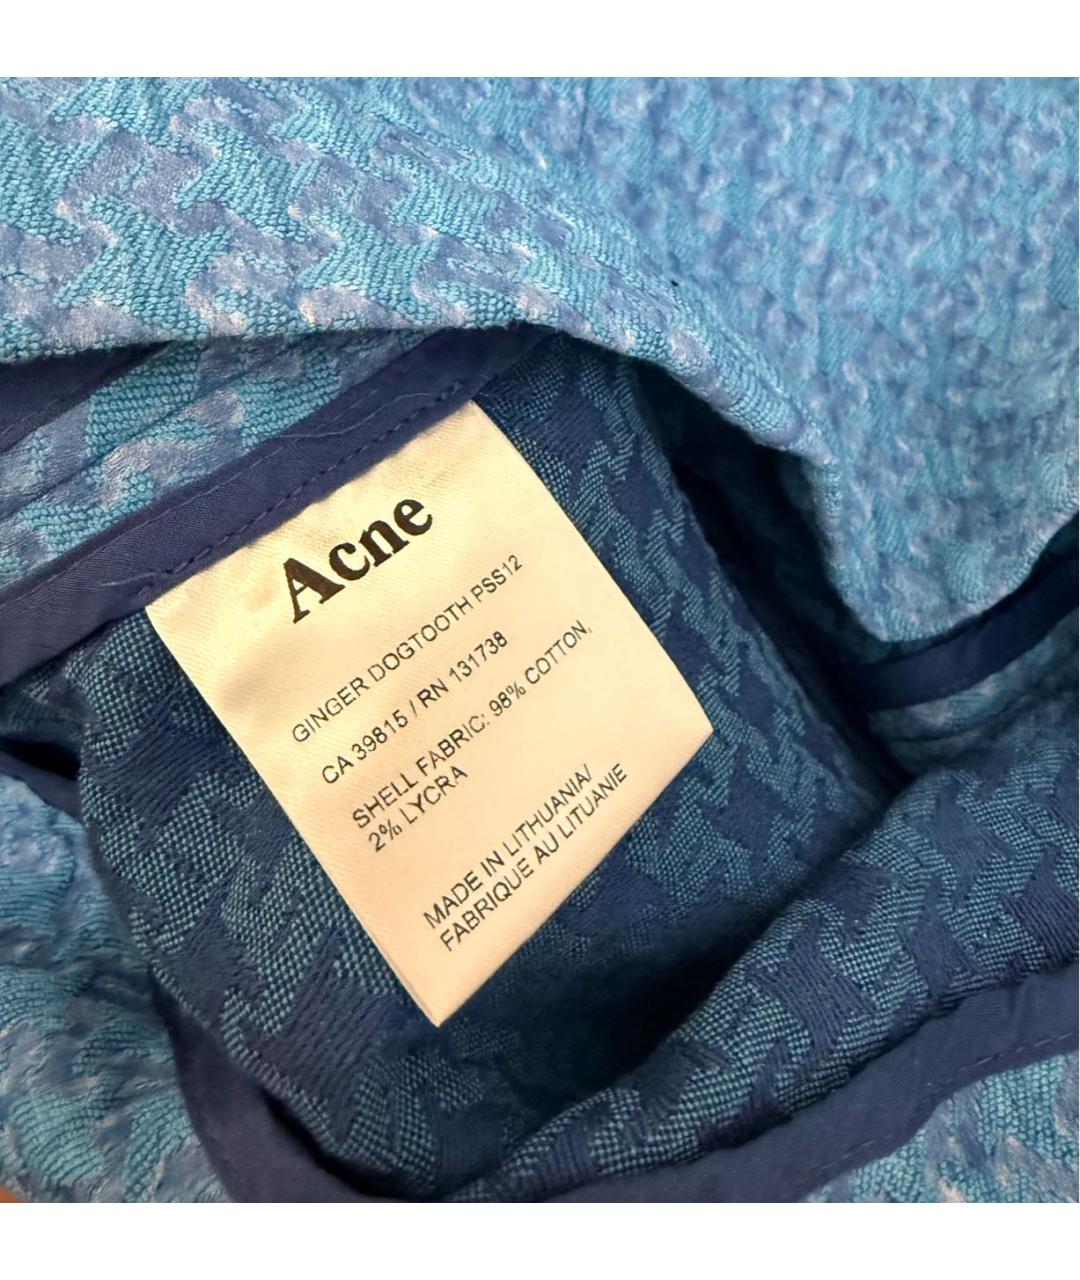 Acne
GINGER DOGTOOTH PSS12
CA 39815 / RN 131738
SHELL FABRIC: 98% COTTON,
2% LYCRA
MADE IN LITHUANIA/
FABRIQUE AU LITUANIE